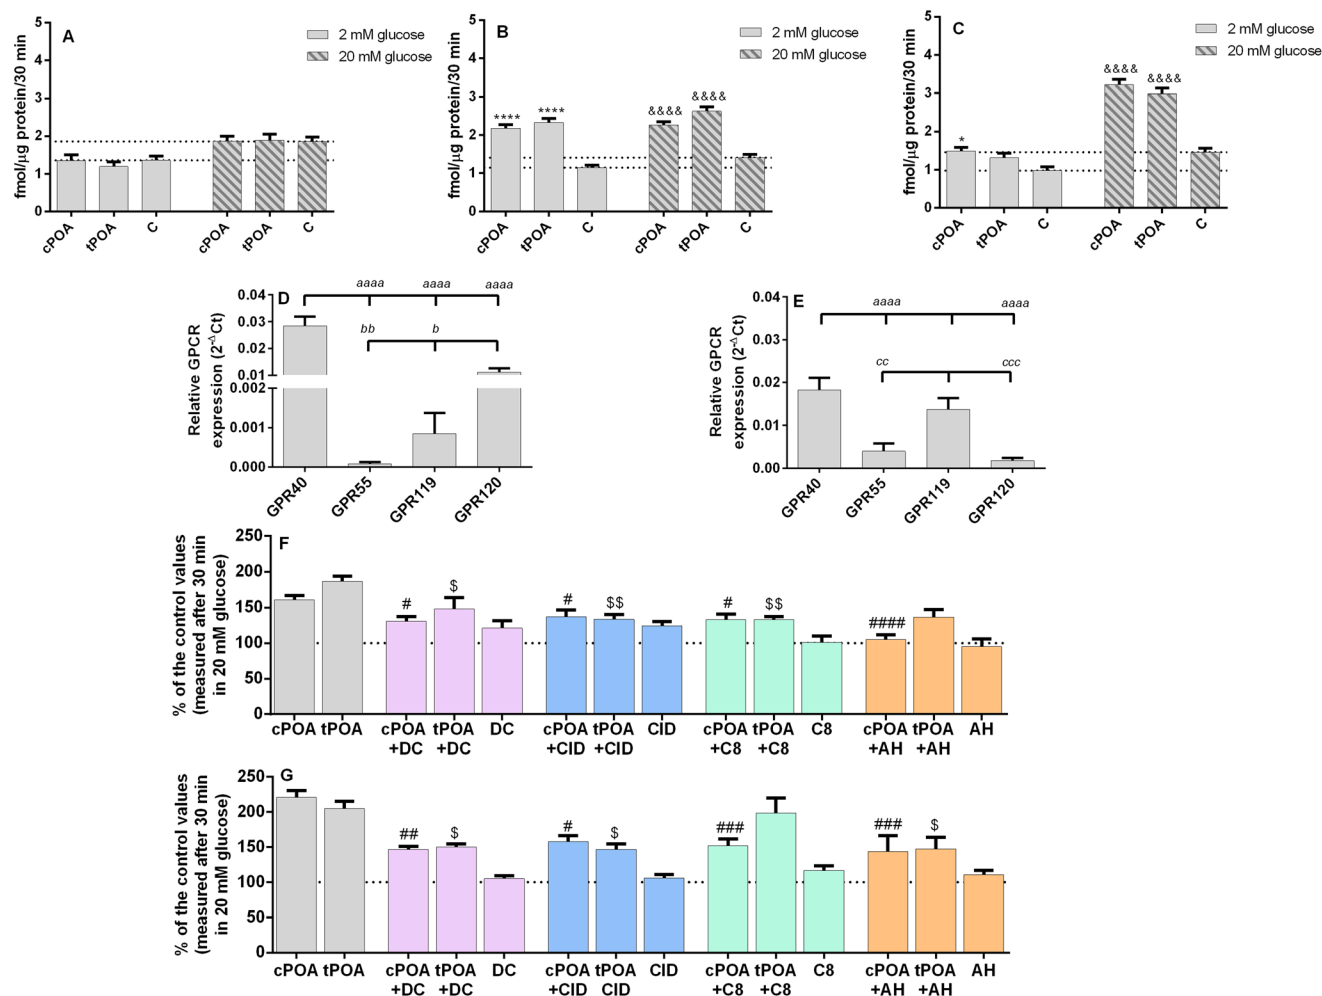 A
fmol/µg protein/30 min
5
4
3
2
1
0
2 mM glucose
20 mM glucose
cPOA
tPOA
C
cPOA
tPOA
C
B
fmol/µg protein/30 min
5
4
3
2
1
0
2 mM glucose
20 mM glucose
****
****
&&&&
&&&&
cPOA
tPOA
C
cPOA
tPOA
C
C
fmol/µg protein/30 min
5
4
3
2
1
0
2 mM glucose
20 mM glucose
*
&&&&
&&&&
cPOA
tPOA
C
cPOA
tPOA
C
D
Relative GPCR
expression (2-ΔCt)
0.04
0.03
0.02
0.01
0.002
0.001
0.000
aaaa
aaaa
aaaa
bb
b
GPR40
GPR55
GPR119
GPR120
E
Relative GPCR
expression (2-ΔCt)
0.04
0.03
0.02
0.01
0.00
aaaa
aaaa
cc
ccc
GPR40
GPR55
GPR119
GPR120
F
% of the control values
(measured after 30 min
in 20 mM glucose)
250
200
150
100
50
0
#
$
#
$$
#
$$
####
cPOA
tPOA
cPOA
+DC
tPOA
+DC
DC
cPOA
+CID
tPOA
+CID
CID
cPOA
+C8
tPOA
+C8
C8
cPOA
+AH
tPOA
+AH
AH
G
% of the control values
(measured after 30 min
in 20 mM glucose)
250
200
150
100
50
0
##
$
#
$
###
###
$
cPOA
tPOA
cPOA
+DC
tPOA
+DC
DC
cPOA
+CID
tPOA
CID
CID
cPOA
+C8
tPOA
+C8
C8
cPOA
+AH
tPOA
+AH
AH